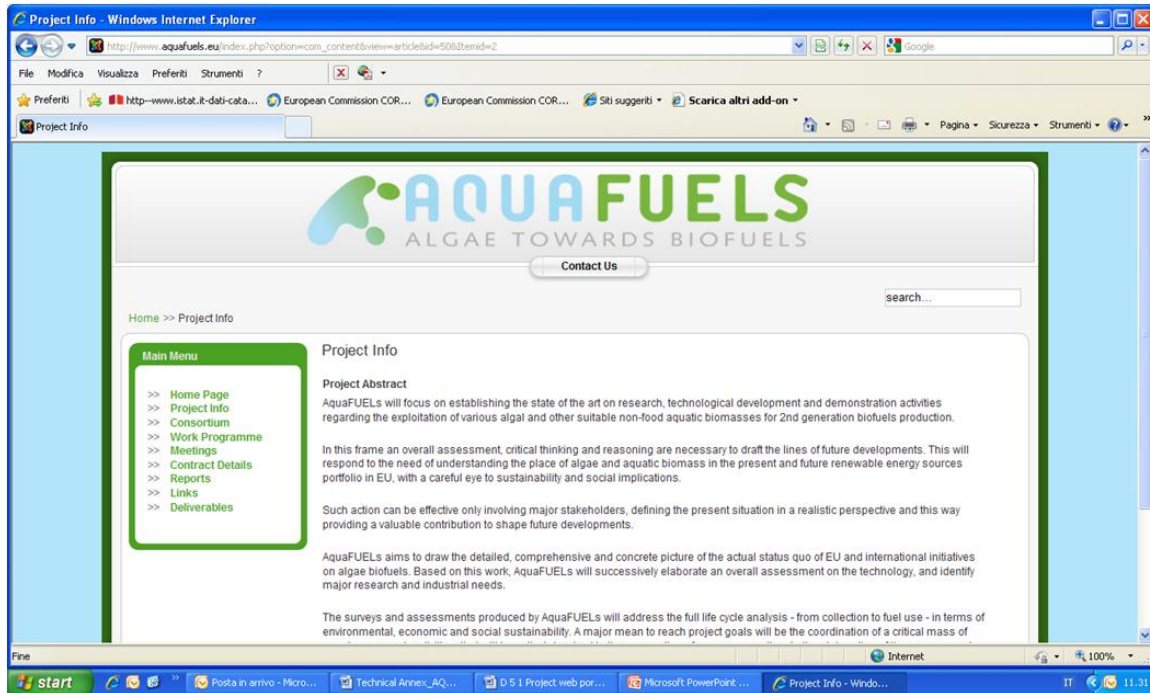 Project Info - Windows Internet Explorer
http://www.aquafuels.eu/index.php?option=com_content&view=article&id=50&Itemid=2
Google
File Modifica Visualizza Preferiti Strumenti ?
Preferiti http--www.istat.it-dati-cata... European Commission COR... European Commission COR... Siti suggeriti Scarica altri add-on
Project Info
Pagina Sicurezza Strumenti
AQUAFUELS
ALGAE TOWARDS BIOFUELS
Contact Us
search...
Home >> Project Info
Main Menu
>> Home Page
>> Project Info
>> Consortium
>> Work Programme
>> Meetings
>> Contract Details
>> Reports
>> Links
>> Deliverables
Project Info
Project Abstract
AquaFUELs will focus on establishing the state of the art on research, technological development and demonstration activities
regarding the exploitation of various algal and other suitable non-food aquatic biomasses for 2nd generation biofuels production.
In this frame an overall assessment, critical thinking and reasoning are necessary to draft the lines of future developments. This will
respond to the need of understanding the place of algae and aquatic biomass in the present and future renewable energy sources
portfolio in EU, with a careful eye to sustainability and social implications.
Such action can be effective only involving major stakeholders, defining the present situation in a realistic perspective and this way
providing a valuable contribution to shape future developments.
AquaFUELs aims to draw the detailed, comprehensive and concrete picture of the actual status quo of EU and international initiatives
on algae biofuels. Based on this work, AquaFUELs will successively elaborate an overall assessment on the technology, and identify
major research and industrial needs.
The surveys and assessments produced by AquaFUELs will address the full life cycle analysis - from collection to fuel use - in terms of
environmental, economic and social sustainability. A major mean to reach project goals will be the coordination of a critical mass of
Fine
Internet
100%
start
Posta in arrivo - Micro...
Technical Annex_AQ...
D 5 1 Project web por...
Microsoft PowerPoint ...
Project Info - Windo...
IT
11.31